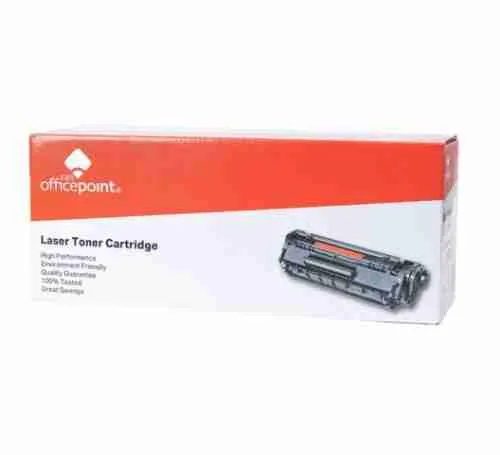 officepoint®
Laser Toner Cartridge
High Performance
Environment Friendly
Quality Guarantee
100% Tested
Great Savings